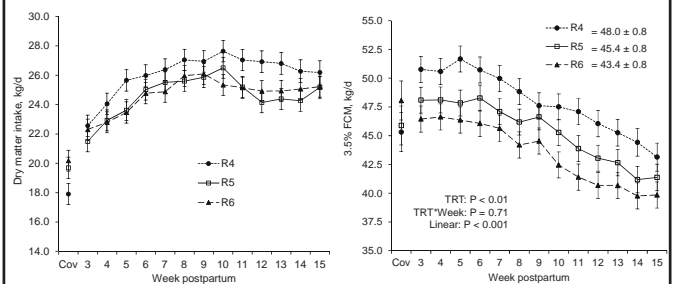 30.0
28.0
26.0
24.0
22.0
20.0
18.0
16.0
14.0
Dry matter intake, kg/d
R4
R5
R6
Cov 3 4 5 6 7 8 9 10 11 12 13 14 15
Week postpartum
55.0
50.0
47.5
45.0
42.5
40.0
37.5
35.0
3.5% FCM, kg/d
R4 = 48.0 ± 0.8
R5 = 45.4 ± 0.8
R6 = 43.4 ± 0.8
TRT: P < 0.01
TRT*Week: P = 0.71
Linear: P < 0.001
Cov 3 4 5 6 7 8 9 10 11 12 13 14 15
Week postpartum